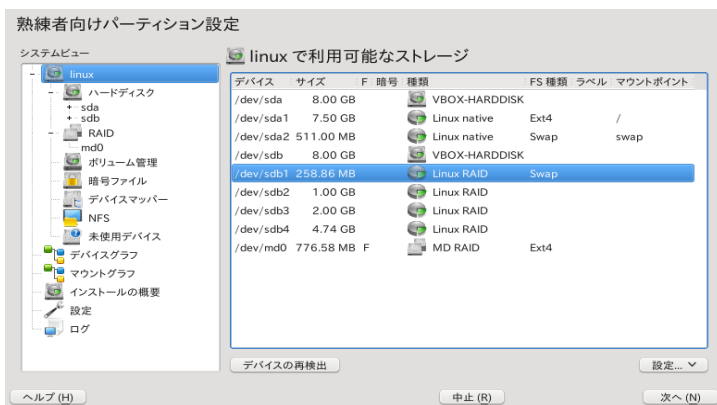 熟練者向けパーティション設定
システムビュー
linux
ハードディスク
sda
sdb
RAID
md0
ボリューム管理
暗号ファイル
デバイスマッパー
NFS
未使用デバイス
デバイスグラフ
マウントグラフ
インストールの概要
設定
ログ
linux で利用可能なストレージ
デバイス サイズ F 暗号 種類 FS 種類 ラベル マウントポイント
/dev/sda 8.00 GB VBOX-HARDDISK
/dev/sda1 7.50 GB Linux native Ext4 /
/dev/sda2 511.00 MB Linux native Swap swap
/dev/sdb 8.00 GB VBOX-HARDDISK
/dev/sdb1 258.86 MB Linux RAID Swap
/dev/sdb2 1.00 GB Linux RAID
/dev/sdb3 2.00 GB Linux RAID
/dev/sdb4 4.74 GB Linux RAID
/dev/md0 776.58 MB F MD RAID Ext4
デバイスの再検出 設定...
ヘルプ (H) 中止 (R) 次へ (N)